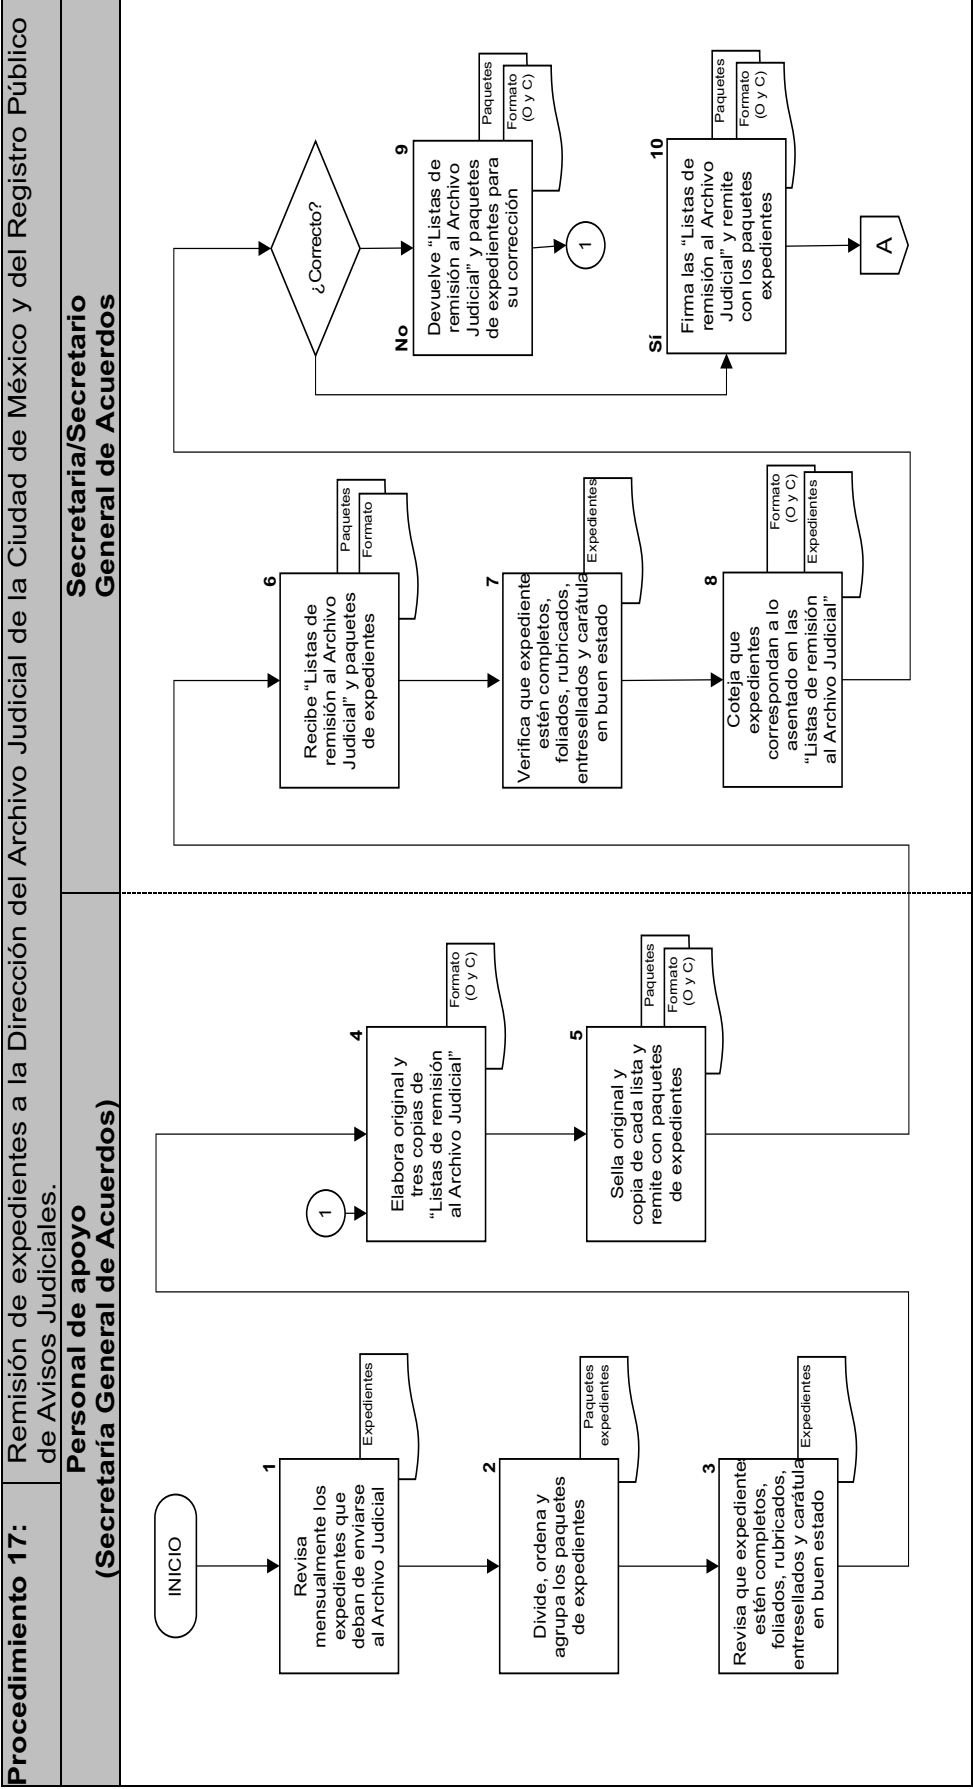 Procedimiento 17:
Remisión de expedientes a la Dirección del Archivo Judicial de la Ciudad de México y del Registro Público
de Avisos Judiciales.
Personal de apoyo
(Secretaría General de Acuerdos)
Secretaria/Secretario
General de Acuerdos
INICIO
1
Revisa
mensualmente los
expedientes que
deban de enviarse
al Archivo Judicial
Expedientes
2
Divide, ordena y
agrupa los paquetes
de expedientes
Paquetes
expedientes
3
Revisa que expediente
estén completos,
foliados, rubricados,
entresellados y carátula
en buen estado
Expedientes
1
4
Elabora original y
tres copias de
“Listas de remisión
al Archivo Judicial”
Formato
(O y C)
5
Sella original y
copia de cada lista y
remite con paquetes
de expedientes
Paquetes
Formato
(O y C)
6
Recibe “Listas de
remisión al Archivo
Judicial” y paquetes
de expedientes
Paquetes
Formato
7
Verifica que expediente
estén completos,
foliados, rubricados,
entresellados y carátula
en buen estado
Expedientes
8
Coteja que
expedientes
correspondan a lo
asentado en las
“Listas de remisión
al Archivo Judicial”
Formato
(O y C)
Expedientes
¿Correcto?
No
9
Devuelve “Listas de
remisión al Archivo
Judicial” y paquetes
de expedientes para
su corrección
Paquetes
Formato
(O y C)
1
Sí
10
Firma las “Listas de
remisión al Archivo
Judicial” y remite
con los paquetes
expedientes
Paquetes
Formato
(O y C)
A